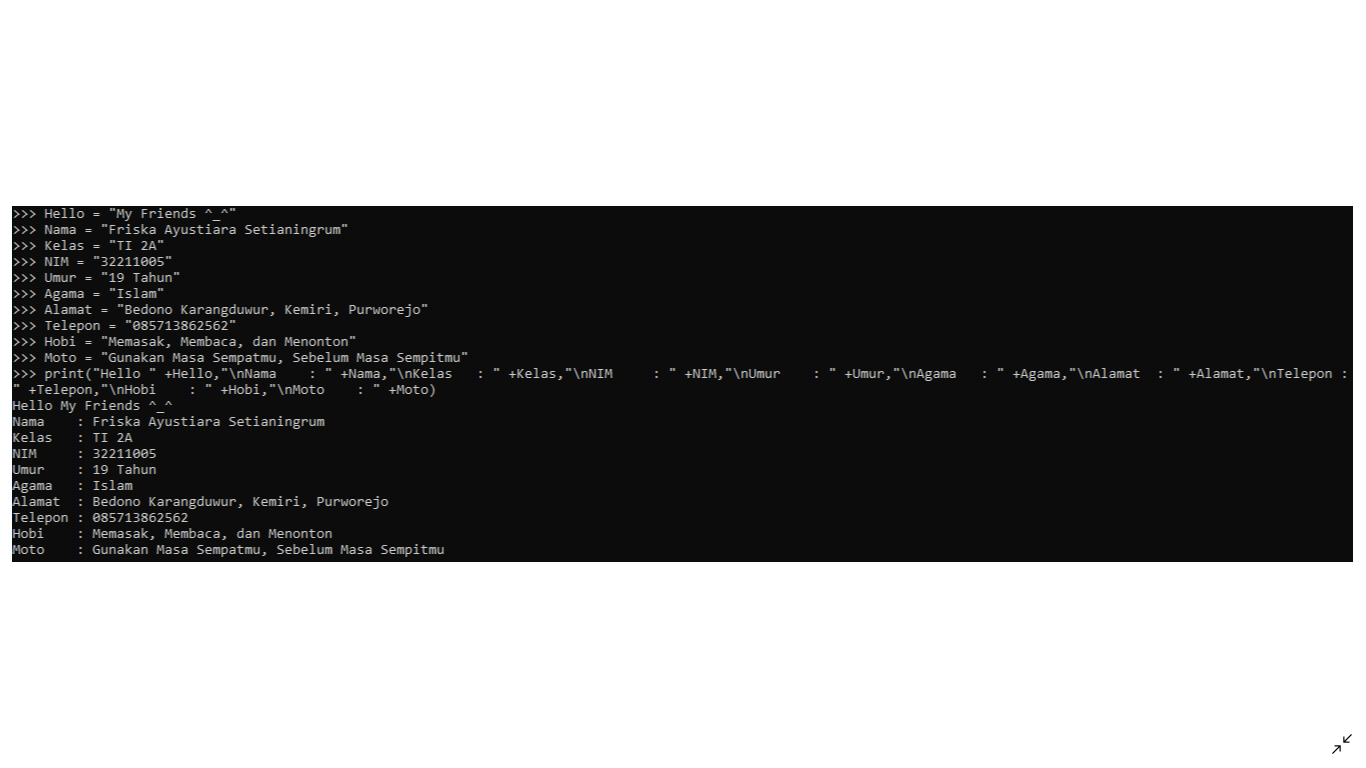 >>> Hello = "My Friends ^_^"
>>> Nama = "Friska Ayustiara Setianingrum"
>>> Kelas = "TI 2A"
>>> NIM = "32211005"
>>> Umur = "19 Tahun"
>>> Agama = "Islam"
>>> Alamat = "Bedono Karangduwur, Kemiri, Purworejo"
>>> Telepon = "085713862562"
>>> Hobi = "Memasak, Membaca, dan Menonton"
>>> Moto = "Gunakan Masa Sempatmu, Sebelum Masa Sempitmu"
>>> print("Hello " +Hello,"\nNama    : " +Nama,"\nKelas   : " +Kelas,"\nNIM     : " +NIM,"\nUmur    : " +Umur,"\nAgama   : " +Agama,"\nAlamat  : " +Alamat,"\nTelepon :
" +Telepon,"\nHobi    : " +Hobi,"\nMoto    : " +Moto)
Hello My Friends ^_^
Nama    : Friska Ayustiara Setianingrum
Kelas   : TI 2A
NIM     : 32211005
Umur    : 19 Tahun
Agama   : Islam
Alamat  : Bedono Karangduwur, Kemiri, Purworejo
Telepon : 085713862562
Hobi    : Memasak, Membaca, dan Menonton
Moto    : Gunakan Masa Sempatmu, Sebelum Masa Sempitmu